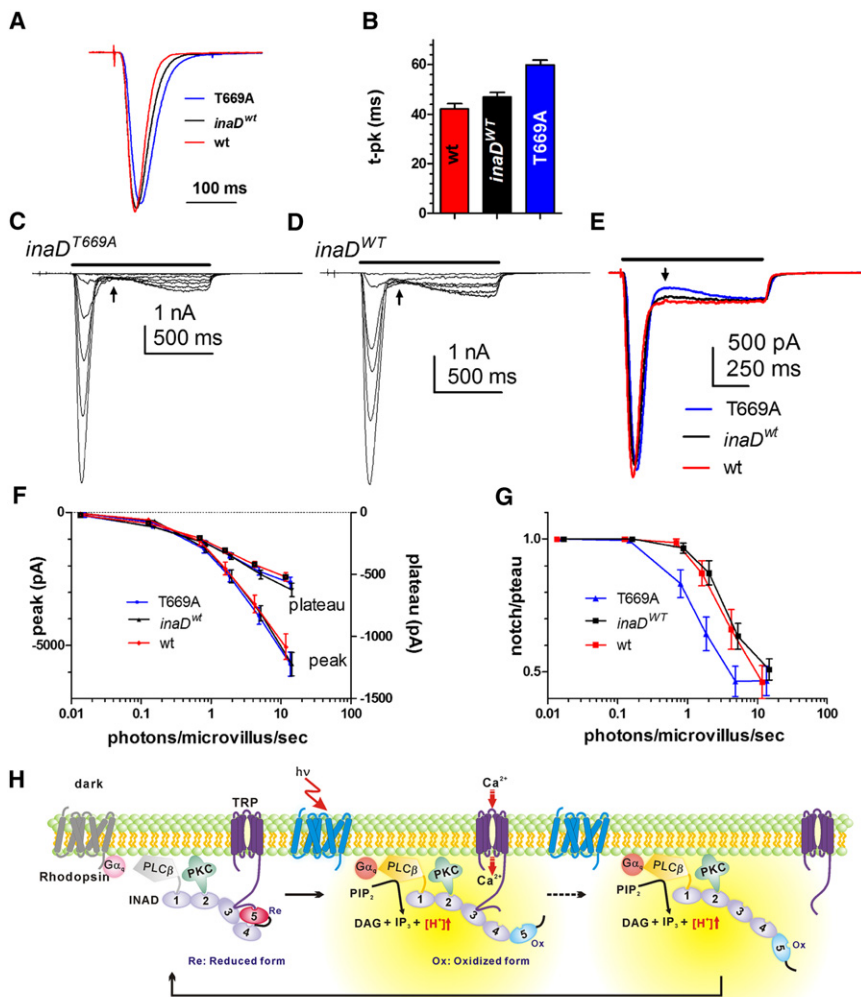 A
T669A
inaD^wt
wt
100 ms
B
t-pk (ms)
60
40
20
0
wt
inaD^WT
T669A
C
inaD^T669A
1 nA
500 ms
D
inaD^WT
1 nA
500 ms
E
500 pA
250 ms
T669A
inaD^wt
wt
F
peak (pA)
0
-5000
T669A
inaD^wt
wt
plateau
peak
0
-500
-1000
-1500
plateau (pA)
0.01 0.1 1 10 100
photons/microvillus/sec
G
notch/pteau
1.0
0.5
T669A
inaD^WT
wt
0.01 0.1 1 10 100
photons/microvillus/sec
H
dark
hν
TRP
Ca²⁺
Rhodopsin
Gαq
PLCβ
PKC
INAD
1 2 3 4 5
Re
Re: Reduced form
Gαq
PLCβ
PKC
Ca²⁺
PIP₂
DAG + IP₃ + [H⁺]↑
1 2 3 4 5
Ox
Ox: Oxidized form
Gαq
PLCβ
PKC
PIP₂
DAG + IP₃ + [H⁺]↑
1 2 3 4 5
Ox